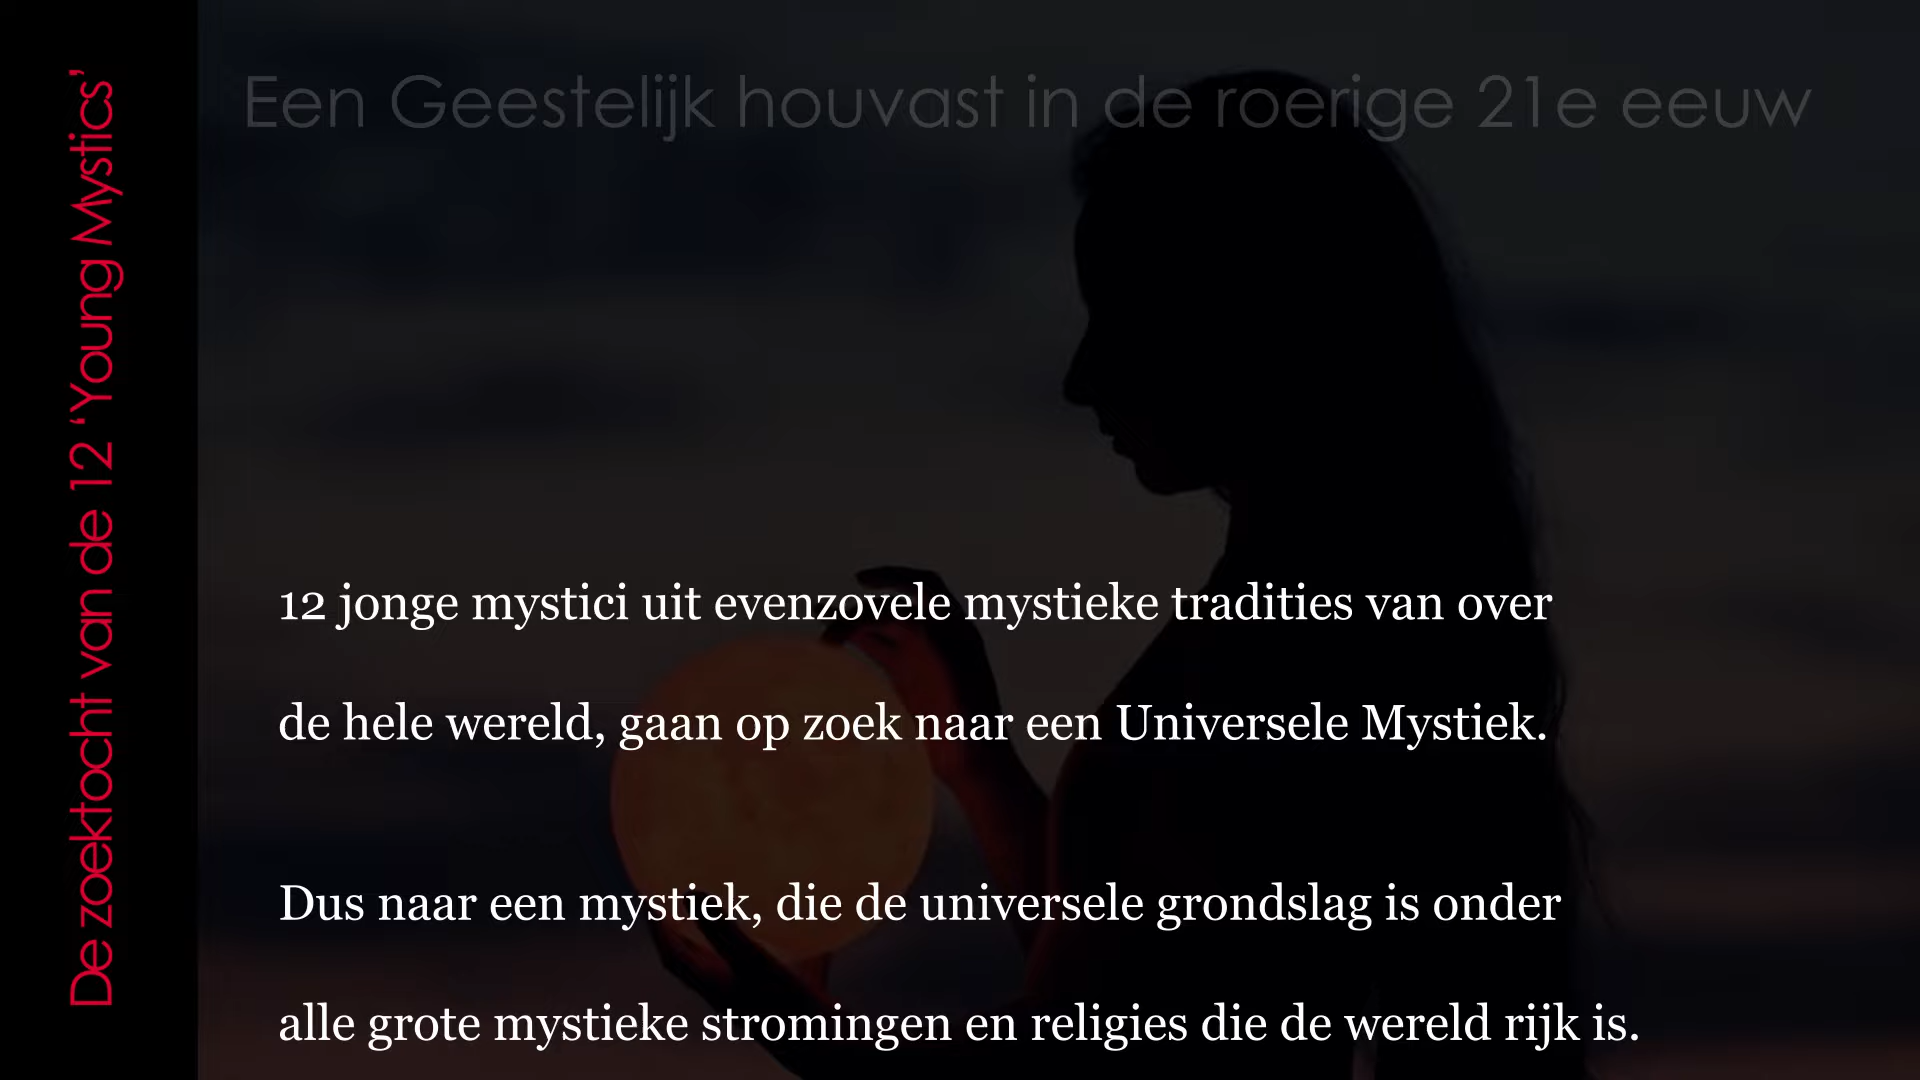 De zoektocht van de 12 ‘Young Mystics’
Een Geestelijk houvast in de roerige 21e eeuw
12 jonge mystici uit evenzovele mystieke tradities van over
de hele wereld, gaan op zoek naar een Universele Mystiek.
Dus naar een mystiek, die de universele grondslag is onder
alle grote mystieke stromingen en religies die de wereld rijk is.